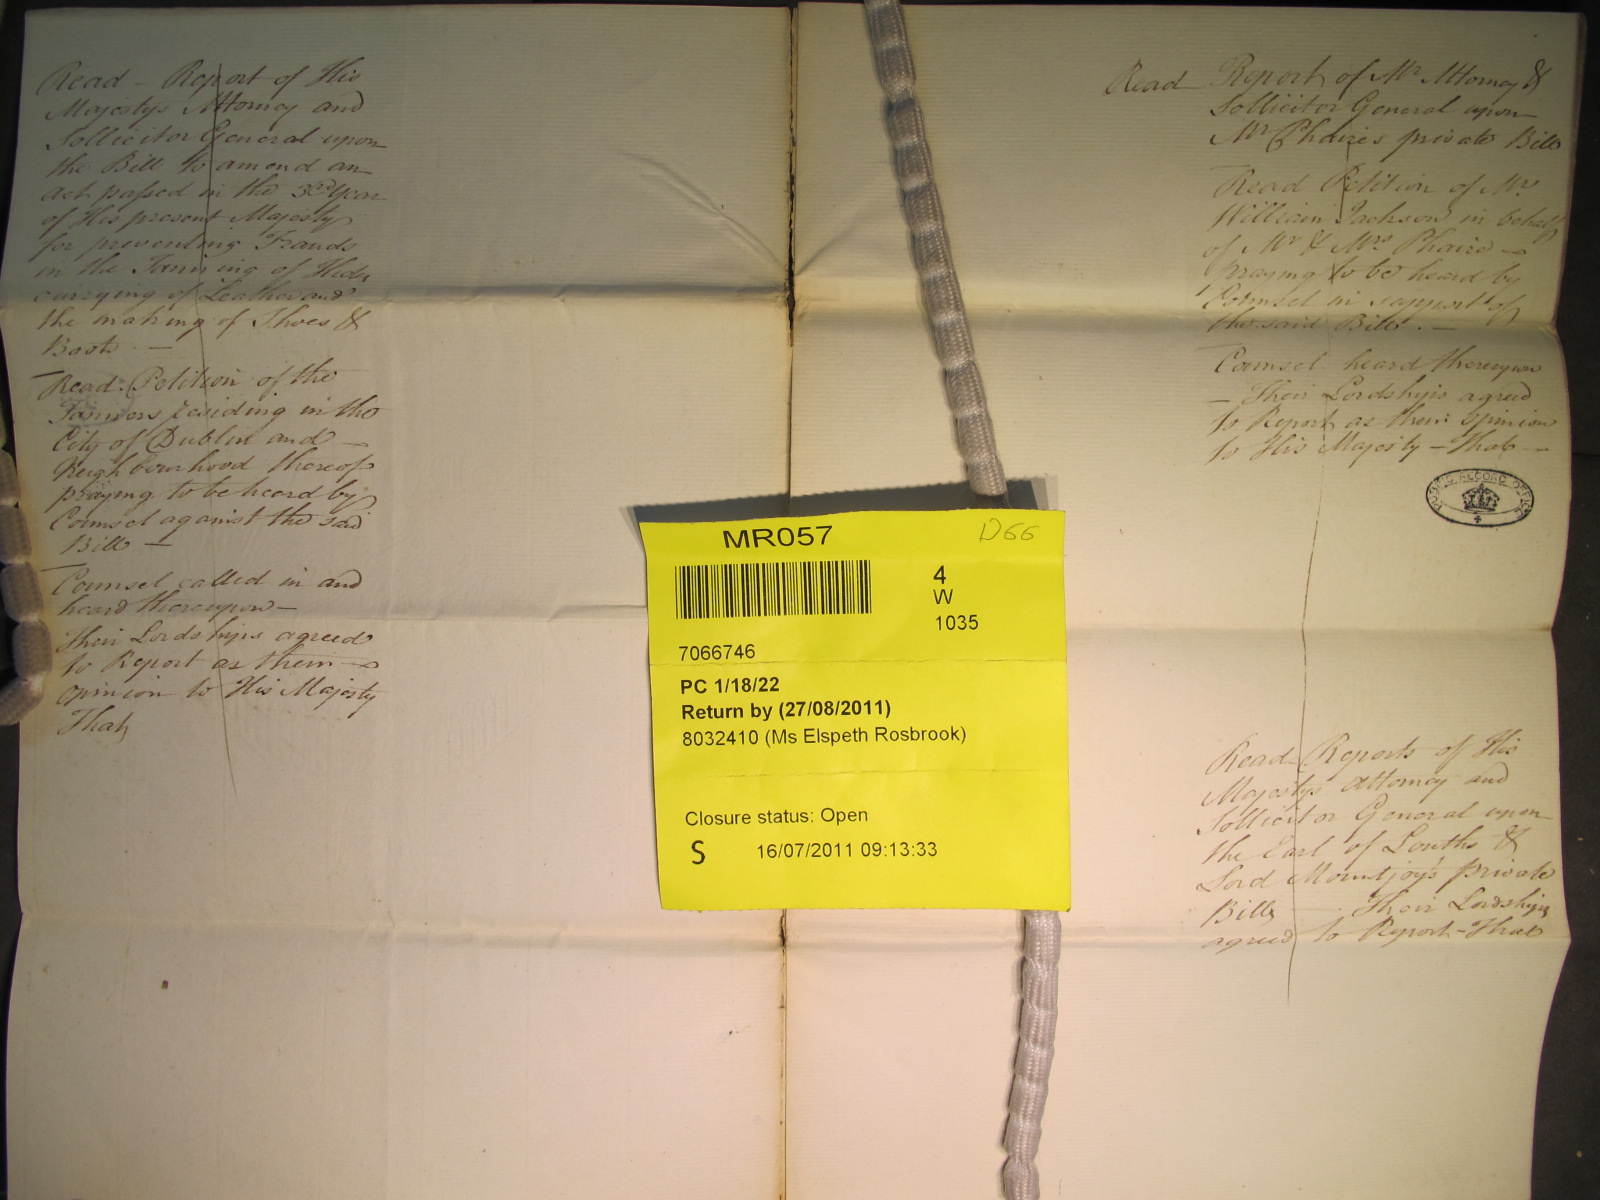 Read - Report of His
Majestys Attorney and
Sollicitor General upon
the Bill to amend an
Act passed in the 3rd Year
of His present Majesty
for preventing Frauds
in the Tanning of Hides
currying of Leather and
the making of Shoes &
Boots. —
Read Petition of the
Tanners residing in the
City of Dublin and —
Neighbourhood thereof
praying to be heard by
Counsel against the said
Bill —
Counsel called in and
heard thereupon —
Their Lordships agreed
to Report as their —
opinion to His Majesty
That
Read Report of Mr Attorney &
Sollicitor General upon
Mr Phaire's private Bill
Read Petition of Mr
William Jackson in behalf
of Mr & Mrs Phaire —
praying to be heard by
Counsel in support of
the said Bill. —
Counsel heard thereupon
— Their Lordships agreed
to Report as their opinion
to His Majesty — That —
PUBLIC RECORD OFFICE
Read Reports of His
Majestys Attorney and
Sollicitor General upon
the Earl of Louths &
Lord Mountjoy's private
Bills — Their Lordships
agreed to Report - That
MR057
D66
4
W
1035
7066746
PC 1/18/22
Return by (27/08/2011)
8032410 (Ms Elspeth Rosbrook)
Closure status: Open
S 16/07/2011 09:13:33